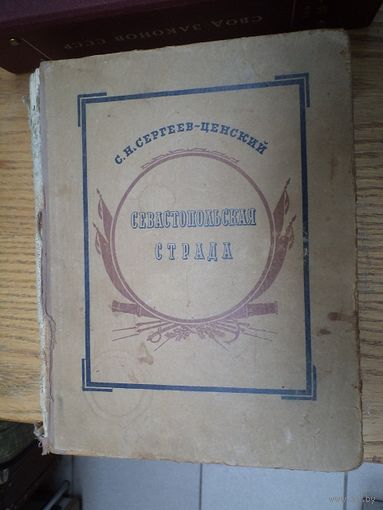 СВОД ЗАКОНОВ СССР
С.Н. СЕРГЕЕВ-ЦЕНСКИЙ
СЕВАСТОПОЛЬСКАЯ
СТРАДА